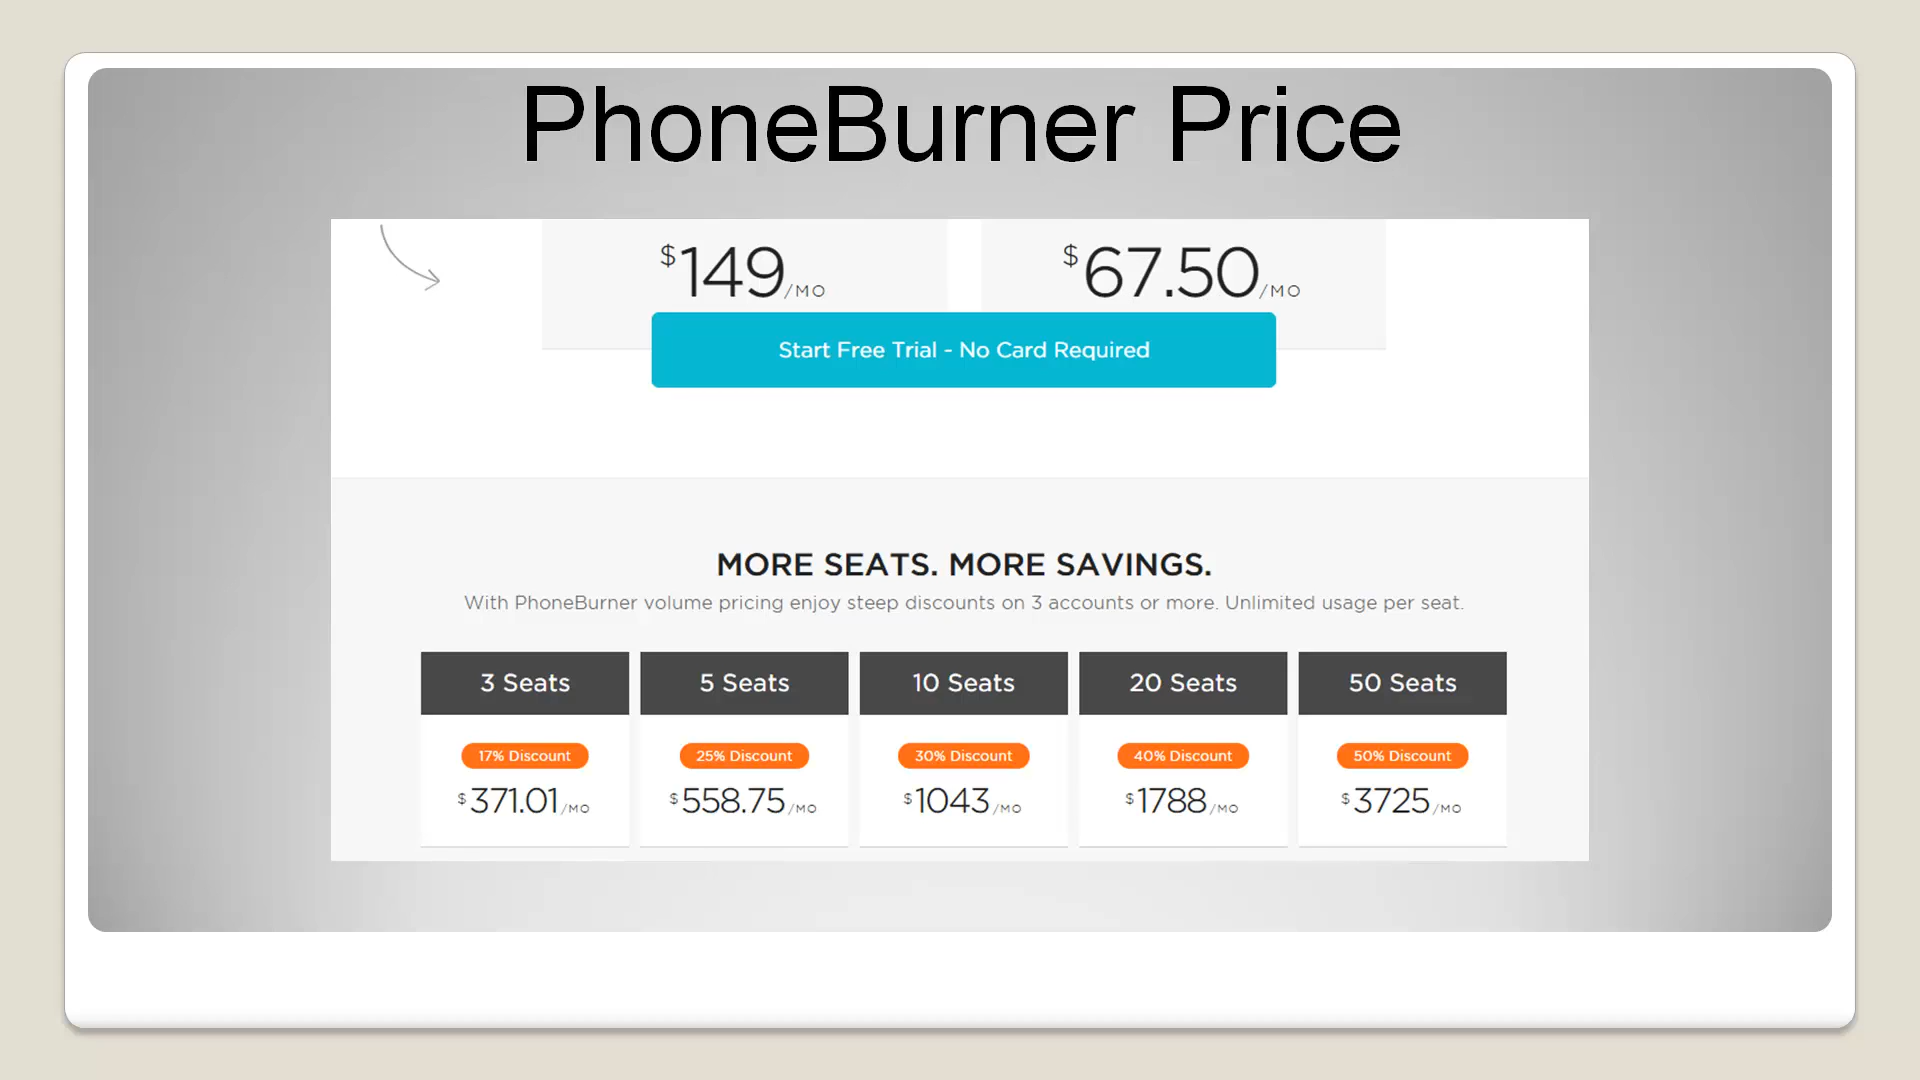 PhoneBurner Price
$149/MO $67.50/MO
Start Free Trial - No Card Required
MORE SEATS. MORE SAVINGS.
With PhoneBurner volume pricing enjoy steep discounts on 3 accounts or more. Unlimited usage per seat.
3 Seats 5 Seats 10 Seats 20 Seats 50 Seats
17% Discount 25% Discount 30% Discount 40% Discount 50% Discount
$371.01/MO $558.75/MO $1043/MO $1788/MO $3725/MO